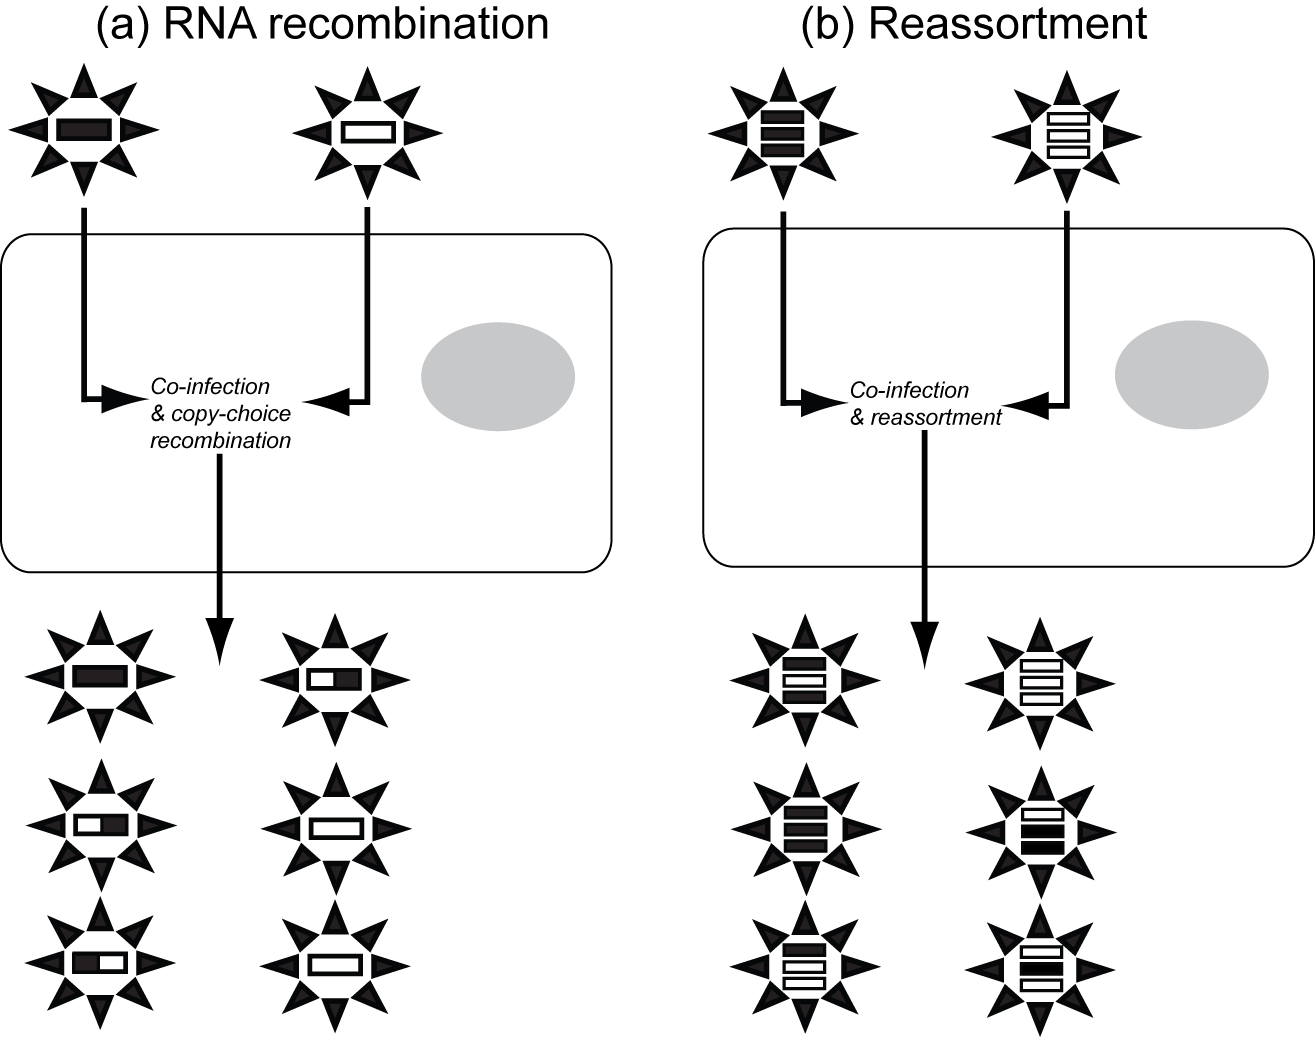 (a) RNA recombination
(b) Reassortment
Co-infection
& copy-choice
recombination
Co-infection
& reassortment